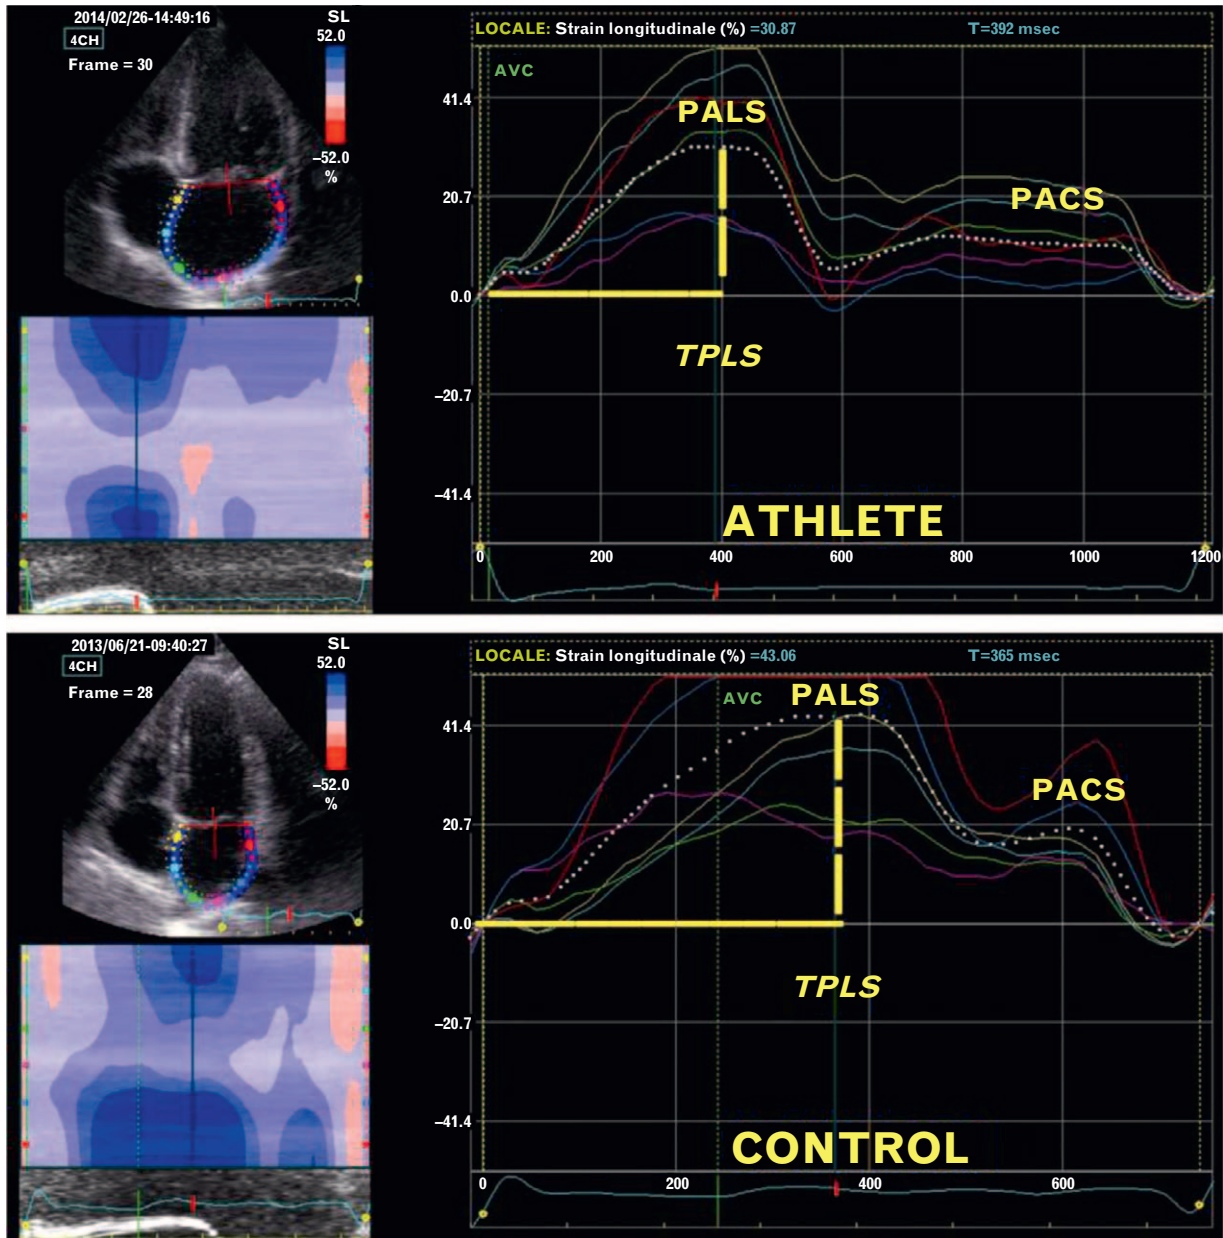 2014/02/26-14:49:16
4CH
Frame = 30
SL
52.0
−52.0
%
LOCALE: Strain longitudinale (%) =30.87 T=392 msec
AVC
PALS
PACS
41.4
20.7
0.0
−20.7
−41.4
TPLS
ATHLETE
0 200 400 600 800 1000 1200
2013/06/21-09:40:27
4CH
Frame = 28
SL
52.0
−52.0
%
LOCALE: Strain longitudinale (%) =43.06 T=365 msec
AVC PALS
PACS
41.4
20.7
0.0
−20.7
−41.4
TPLS
CONTROL
0 200 400 600